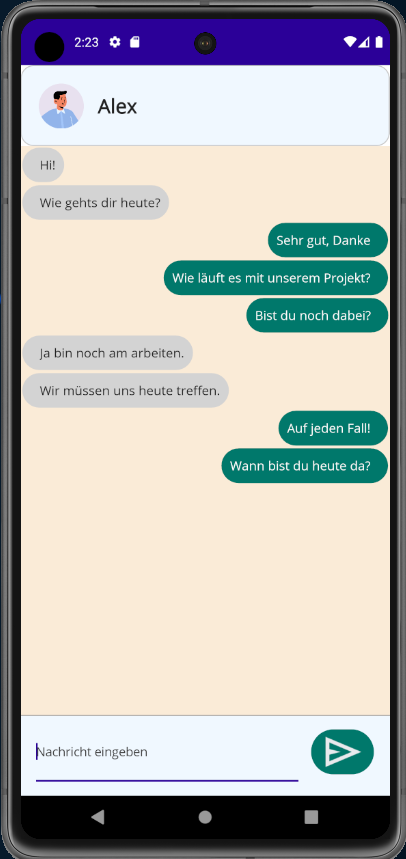 2:23
Alex
Hi!
Wie gehts dir heute?
Sehr gut, Danke
Wie läuft es mit unserem Projekt?
Bist du noch dabei?
Ja bin noch am arbeiten.
Wir müssen uns heute treffen.
Auf jeden Fall!
Wann bist du heute da?
Nachricht eingeben